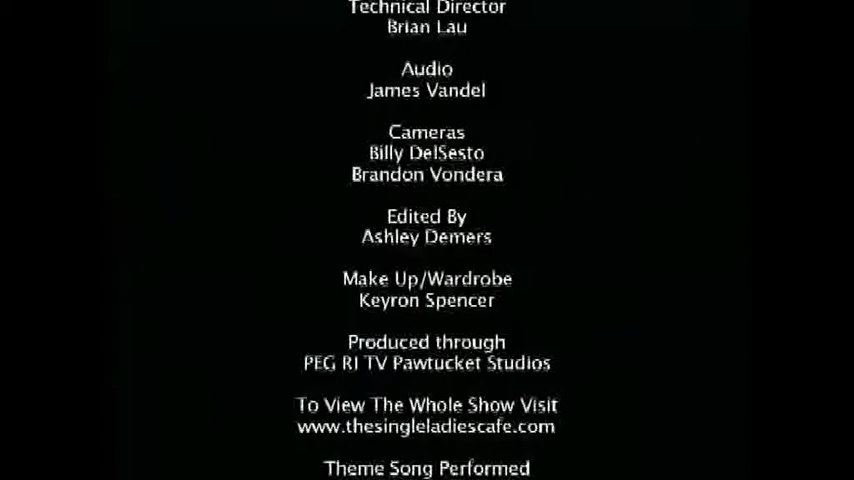 Technical Director
Brian Lau
Audio
James Vandel
Cameras
Billy DelSesto
Brandon Vondera
Edited By
Ashley Demers
Make Up/Wardrobe
Keyron Spencer
Produced through
PEG RI TV Pawtucket Studios
To View The Whole Show Visit
www.thesingleladiescafe.com
Theme Song Performed